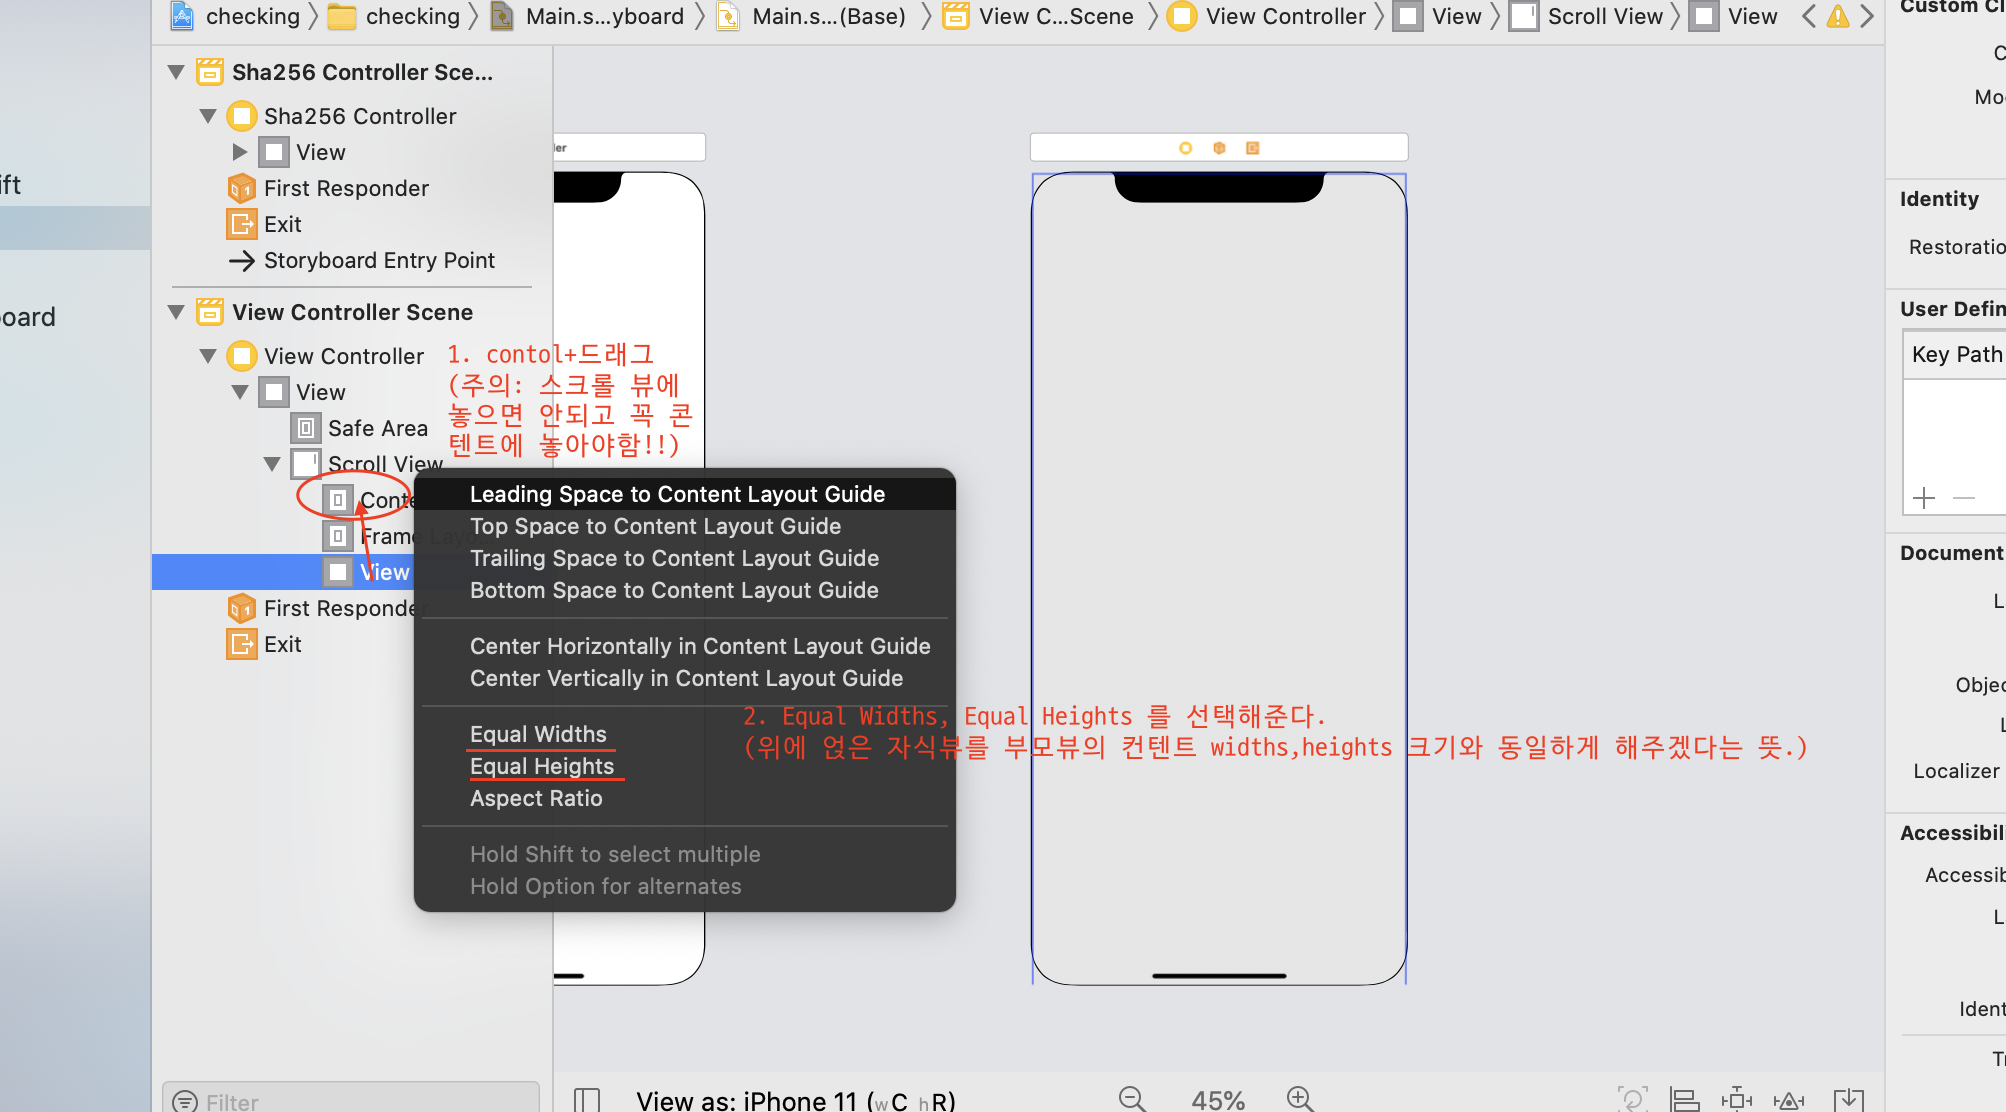 checking
checking
Main.s...yboard
Main.s...(Base)
View C...Scene
View Controller
View
Scroll View
View
ift
oard
Sha256 Controller Sce...
Sha256 Controller
View
First Responder
Exit
Storyboard Entry Point
View Controller Scene
View Controller
View
Safe Area
Scroll View
Conte
Frame Layo
View
First Responder
Exit
Filter
ler
1. contol+드래그
(주의: 스크롤 뷰에
놓으면 안되고 꼭 콘
텐트에 놓아야함!!)
Leading Space to Content Layout Guide
Top Space to Content Layout Guide
Trailing Space to Content Layout Guide
Bottom Space to Content Layout Guide
Center Horizontally in Content Layout Guide
Center Vertically in Content Layout Guide
Equal Widths
Equal Heights
Aspect Ratio
Hold Shift to select multiple
Hold Option for alternates
2. Equal Widths, Equal Heights 를 선택해준다.
(위에 얹은 자식뷰를 부모뷰의 컨텐트 widths,heights 크기와 동일하게 해주겠다는 뜻.)
View as: iPhone 11 (wC hR)
45%
Custom Cl
C
Mod
Identity
Restoratio
User Defin
Key Path
Document
L
Objec
L
Localizer
Accessibili
Accessib
L
Ident
Tr